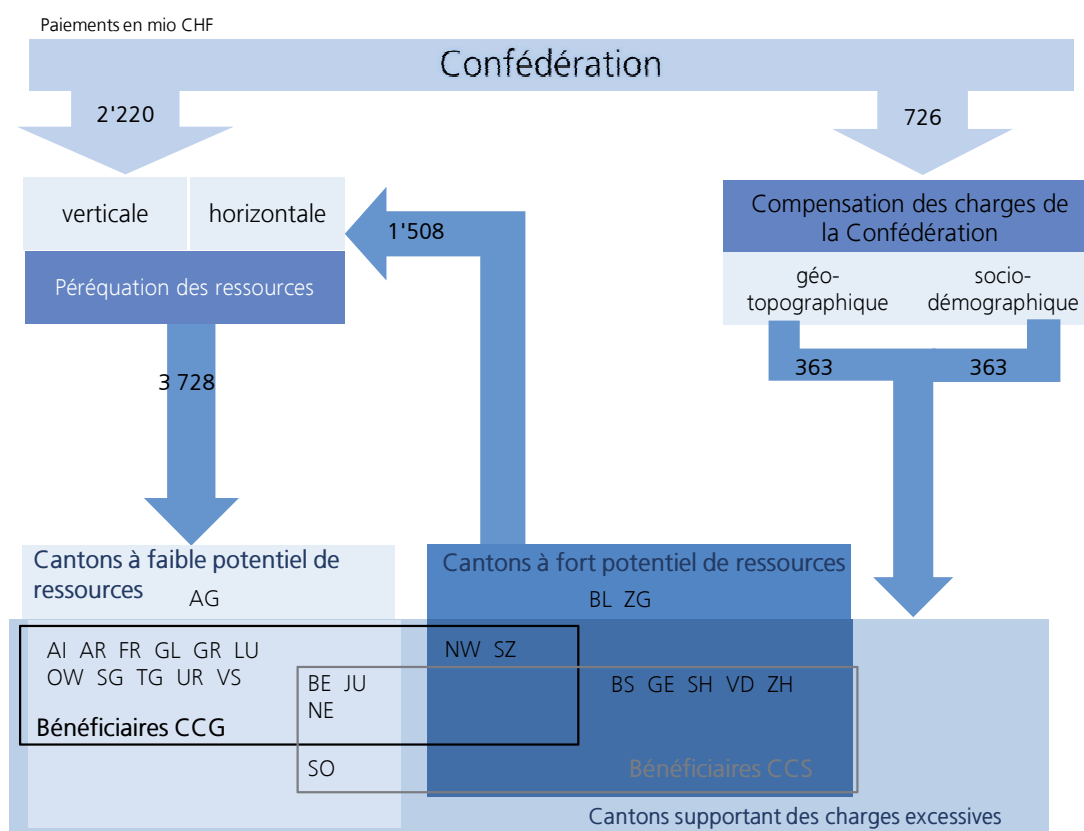 Paiements en mio CHF
Confédération
2'220
726
verticale
horizontale
1'508
Compensation des charges de
la Confédération
Péréquation des ressources
géo-
topographique
socio-
démographique
3 728
363
363
Cantons à faible potentiel de
ressources
AG
Cantons à fort potentiel de ressources
BL ZG
AI AR FR GL GR LU
OW SG TG UR VS
NW SZ
BE JU
NE
BS GE SH VD ZH
Bénéficiaires CCG
SO
Bénéficiaires CCS
Cantons supportant des charges excessives